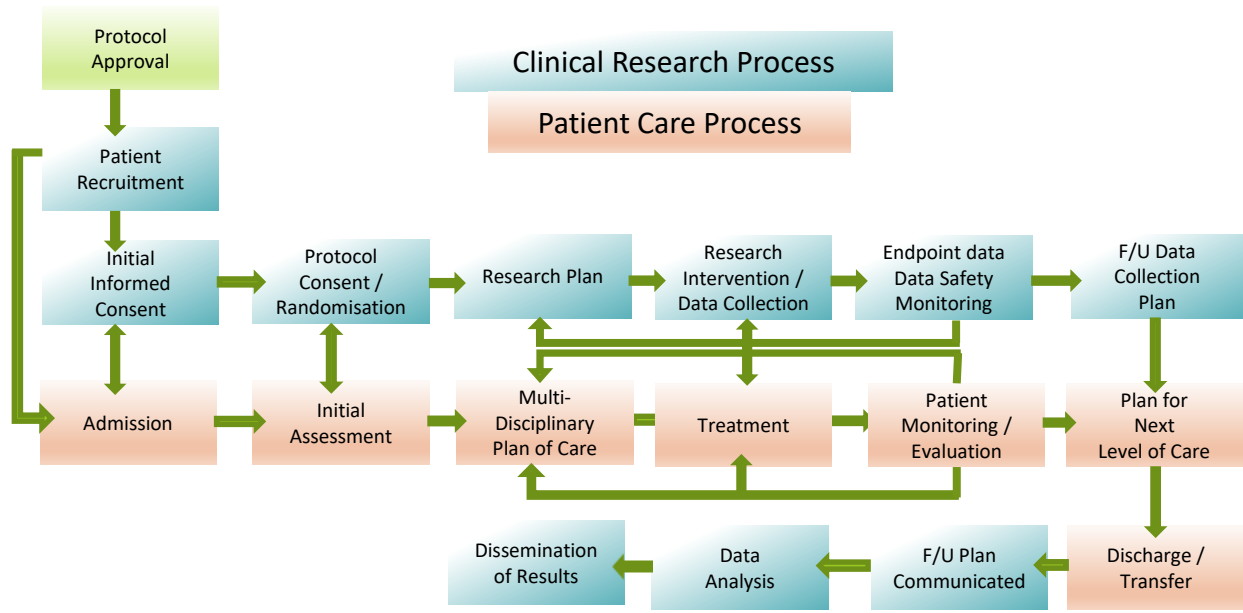 Protocol
Approval
Clinical Research Process
Patient Care Process
Patient
Recruitment
Initial
Informed
Consent
Protocol
Consent /
Randomisation
Research Plan
Research
Intervention /
Data Collection
Endpoint data
Data Safety
Monitoring
F/U Data
Collection
Plan
Admission
Initial
Assessment
Multi-
Disciplinary
Plan of Care
Treatment
Patient
Monitoring /
Evaluation
Plan for
Next
Level of Care
Dissemination
of Results
Data
Analysis
F/U Plan
Communicated
Discharge /
Transfer